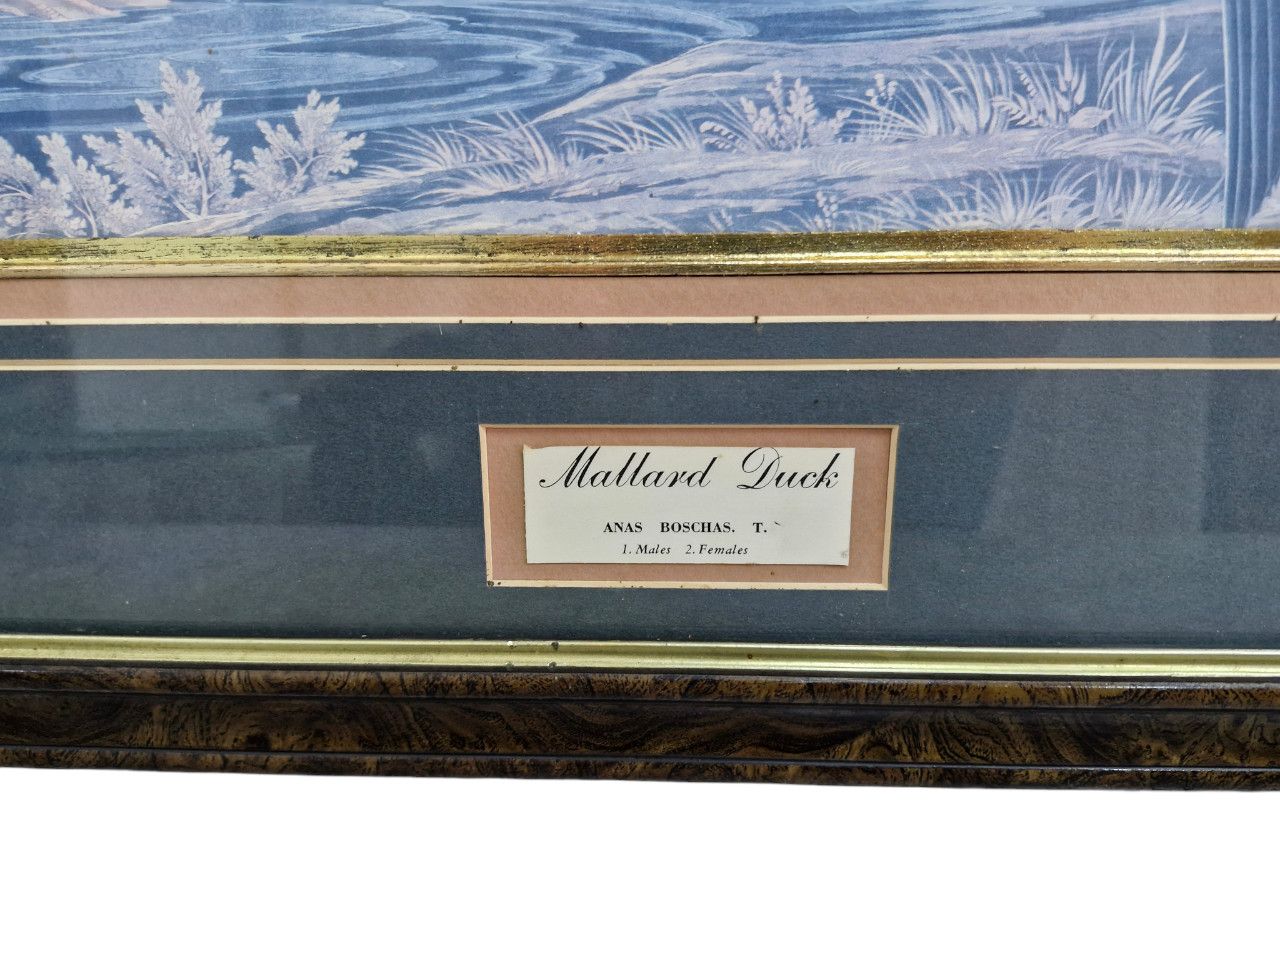 Mallard Duck
ANAS BOSCHAS. T.
1. Males 2. Females